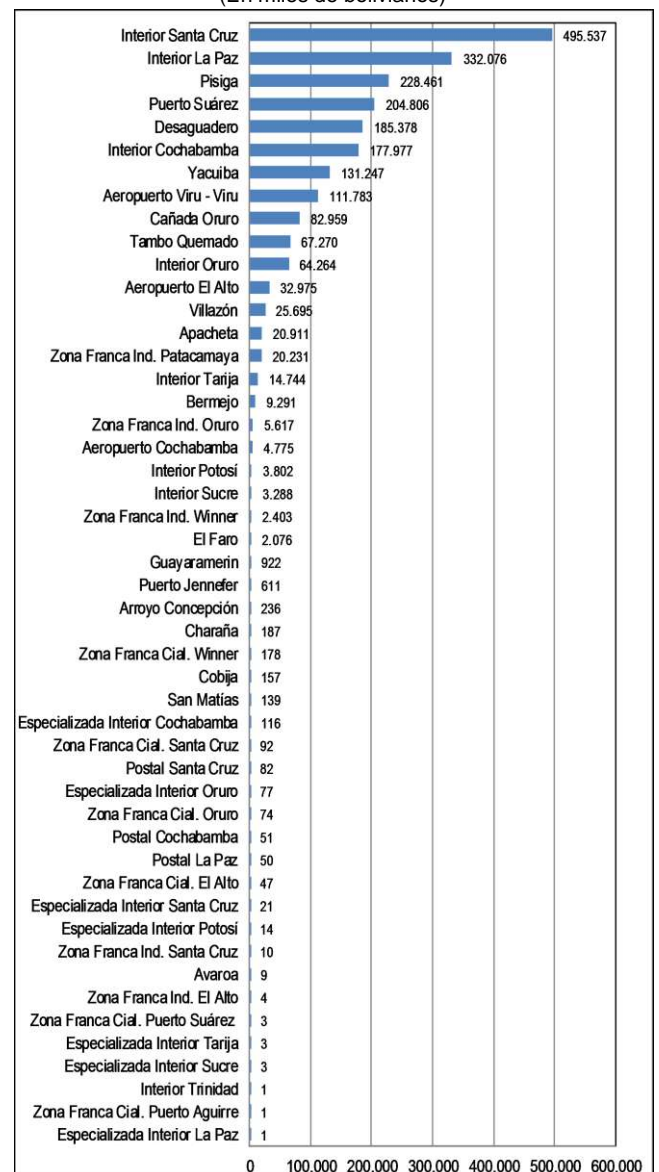 (En miles de bolivianos)
Interior Santa Cruz 495.537
Interior La Paz 332.076
Pisiga 228.461
Puerto Suárez 204.806
Desaguadero 185.378
Interior Cochabamba 177.977
Yacuiba 131.247
Aeropuerto Viru - Viru 111.783
Cañada Oruro 82.959
Tambo Quemado 67.270
Interior Oruro 64.264
Aeropuerto El Alto 32.975
Villazón 25.695
Apacheta 20.911
Zona Franca Ind. Patacamaya 20.231
Interior Tarija 14.744
Bermejo 9.291
Zona Franca Ind. Oruro 5.617
Aeropuerto Cochabamba 4.775
Interior Potosí 3.802
Interior Sucre 3.288
Zona Franca Ind. Winner 2.403
El Faro 2.076
Guayaramerin 922
Puerto Jennefer 611
Arroyo Concepción 236
Charaña 187
Zona Franca Cial. Winner 178
Cobija 157
San Matías 139
Especializada Interior Cochabamba 116
Zona Franca Cial. Santa Cruz 92
Postal Santa Cruz 82
Especializada Interior Oruro 77
Zona Franca Cial. Oruro 74
Postal Cochabamba 51
Postal La Paz 50
Zona Franca Cial. El Alto 47
Especializada Interior Santa Cruz 21
Especializada Interior Potosí 14
Zona Franca Ind. Santa Cruz 10
Avaroa 9
Zona Franca Ind. El Alto 4
Zona Franca Cial. Puerto Suárez 3
Especializada Interior Tarija 3
Especializada Interior Sucre 3
Interior Trinidad 1
Zona Franca Cial. Puerto Aguirre 1
Especializada Interior La Paz 1
0 100.000 200.000 300.000 400.000 500.000 600.000